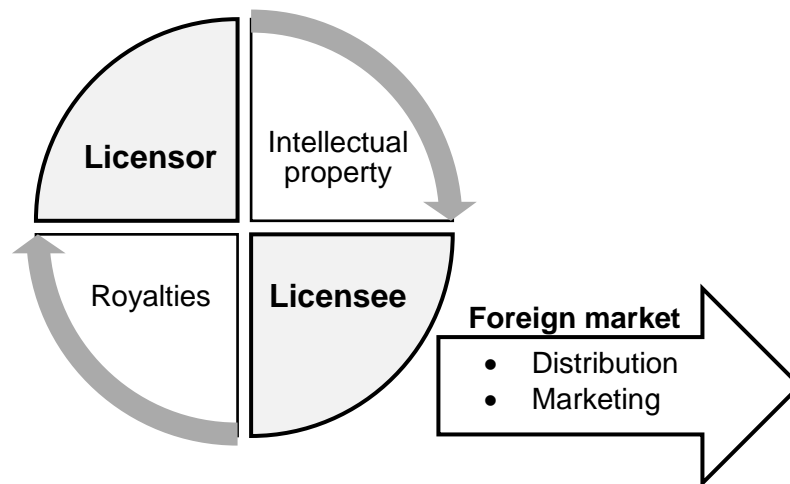 Licensor
Intellectual
property
Royalties
Licensee
Foreign market
• Distribution
• Marketing